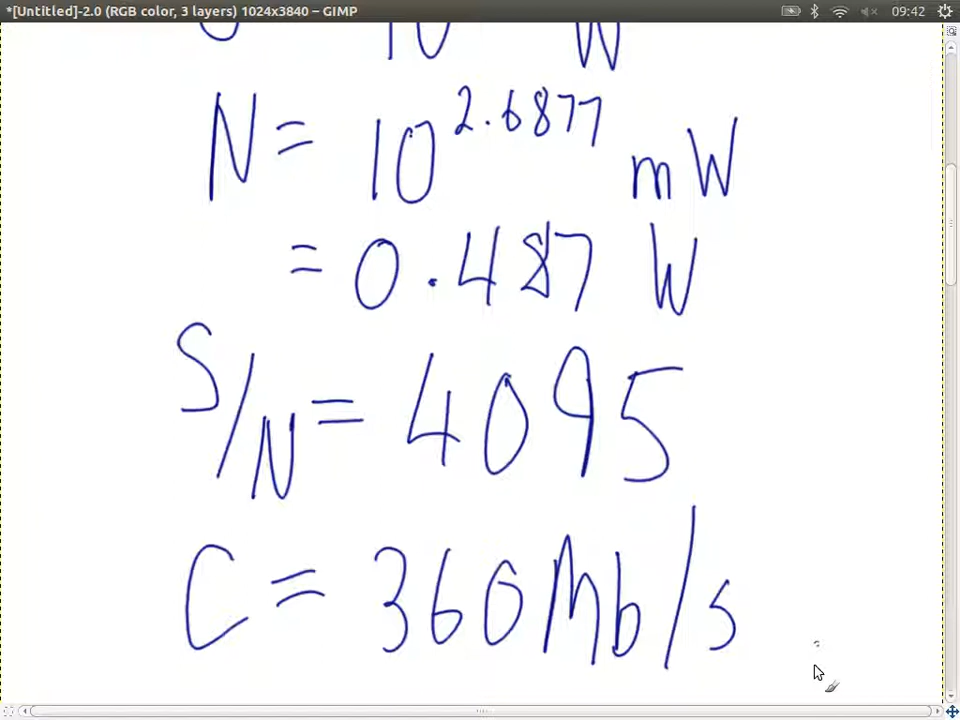 *[Untitled]-2.0 (RGB color, 3 layers) 1024x3840 – GIMP 09:42
10 W
N = 10^2.6877 mW
= 0.487 W
S/N = 4095
C = 360Mb/s